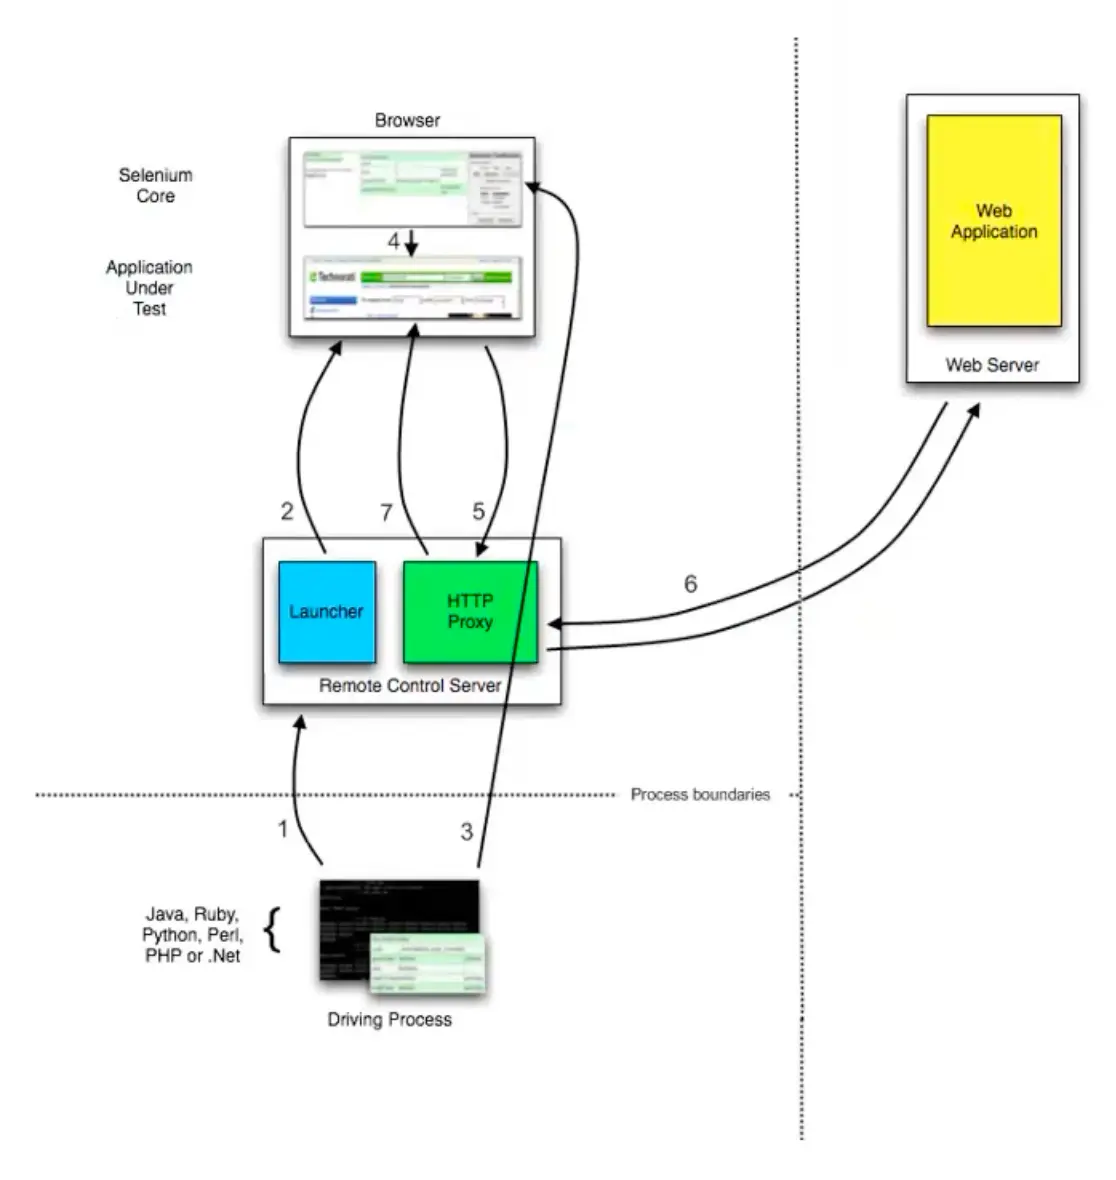 Browser
Selenium
Core
4
Application
Under
Test
Technorati
Web
Application
Web Server
2
7
5
Launcher
HTTP
Proxy
6
Remote Control Server
Process boundaries
1
3
Java, Ruby,
Python, Perl,
PHP or .Net
{
Driving Process